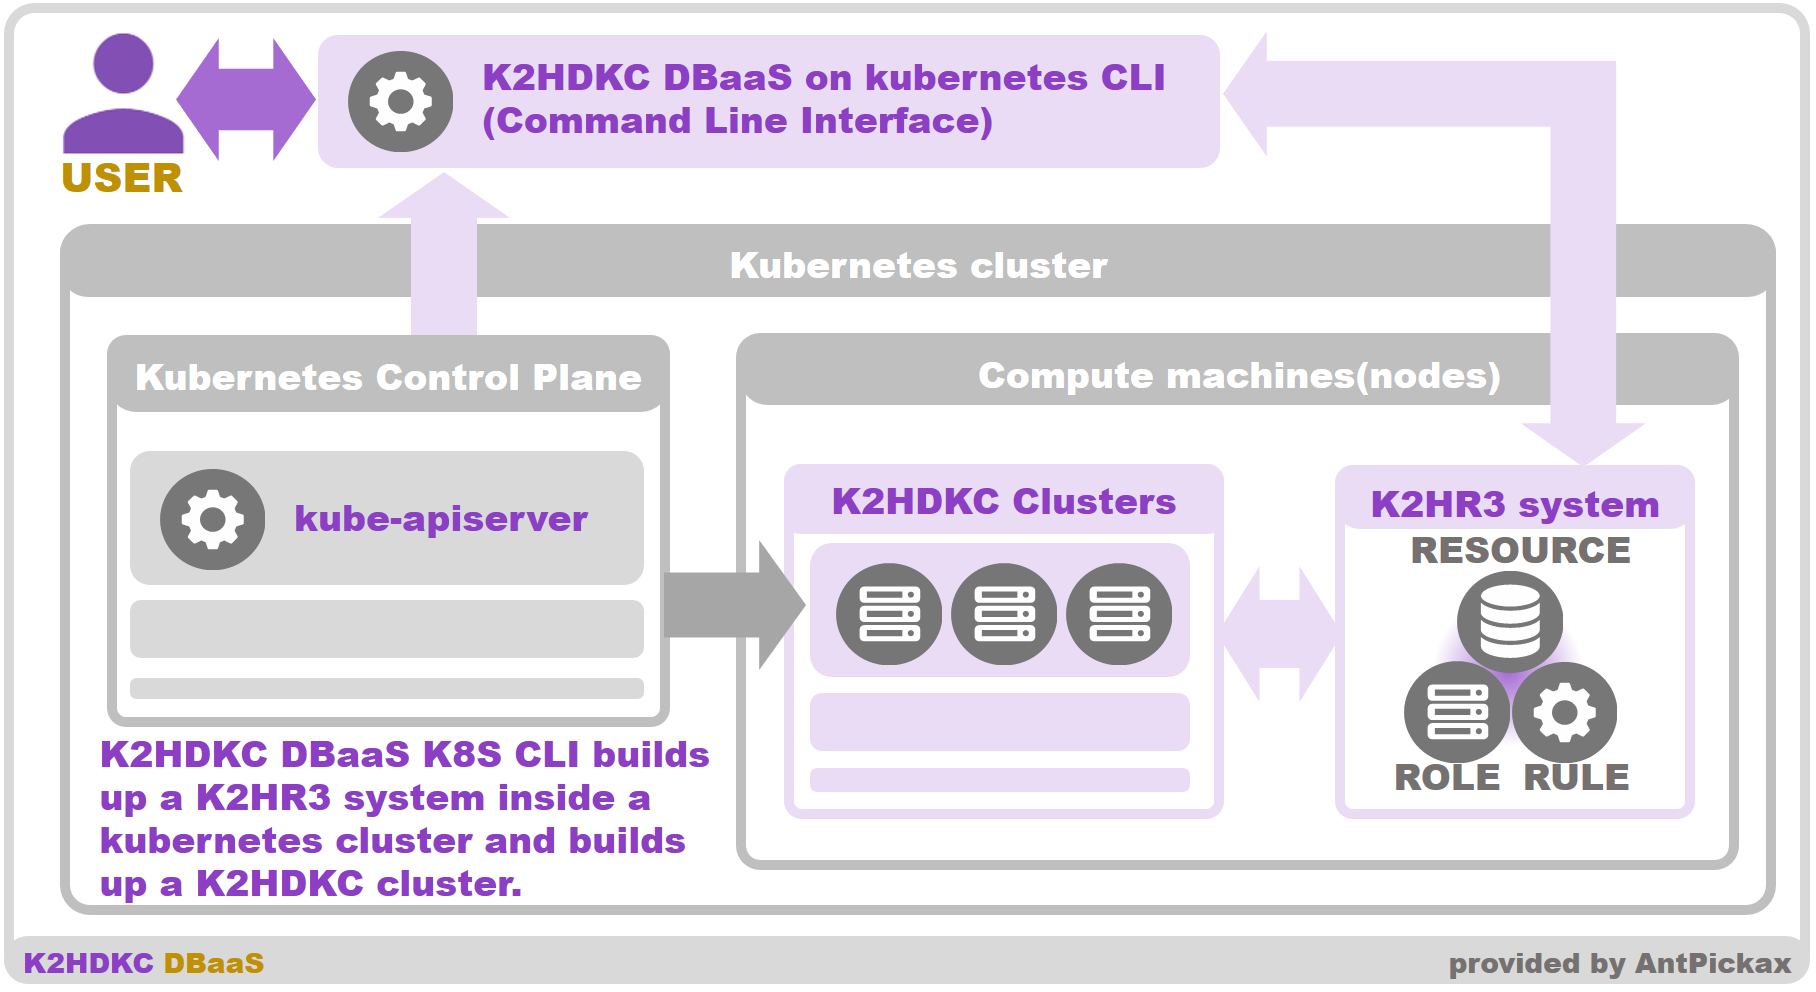 K2HDKC DBaaS on kubernetes CLI
(Command Line Interface)
USER
Kubernetes cluster
Kubernetes Control Plane
kube-apiserver
K2HDKC DBaaS K8S CLI builds
up a K2HR3 system inside a
kubernetes cluster and builds
up a K2HDKC cluster.
Compute machines(nodes)
K2HDKC Clusters
K2HR3 system
RESOURCE
ROLE RULE
K2HDKC DBaaS
provided by AntPickax